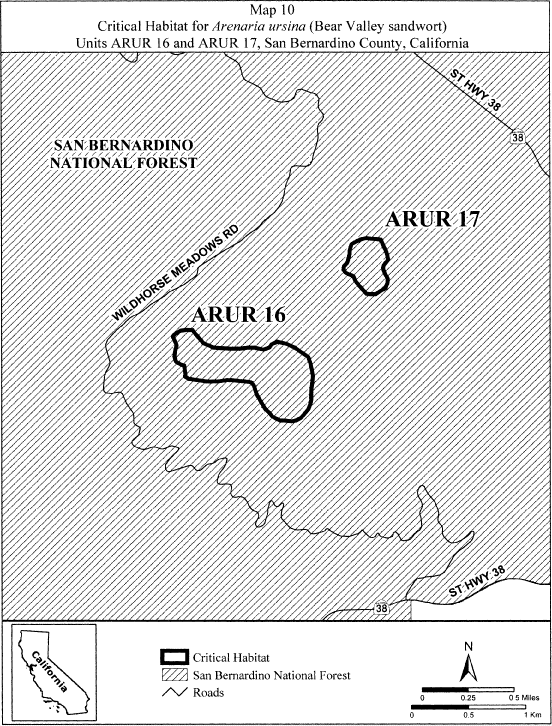 Map 10
Critical Habitat for Arenaria ursina (Bear Valley sandwort)
Units ARUR 16 and ARUR 17, San Bernardino County, California
ST HWY 38
38
SAN BERNARDINO
NATIONAL FOREST
ARUR 17
WILDHORSE MEADOWS RD
ARUR 16
ST HWY 38
38
California
Critical Habitat
San Bernardino National Forest
Roads
N
0 0.25 0.5 Miles
0 0.5 1 Km